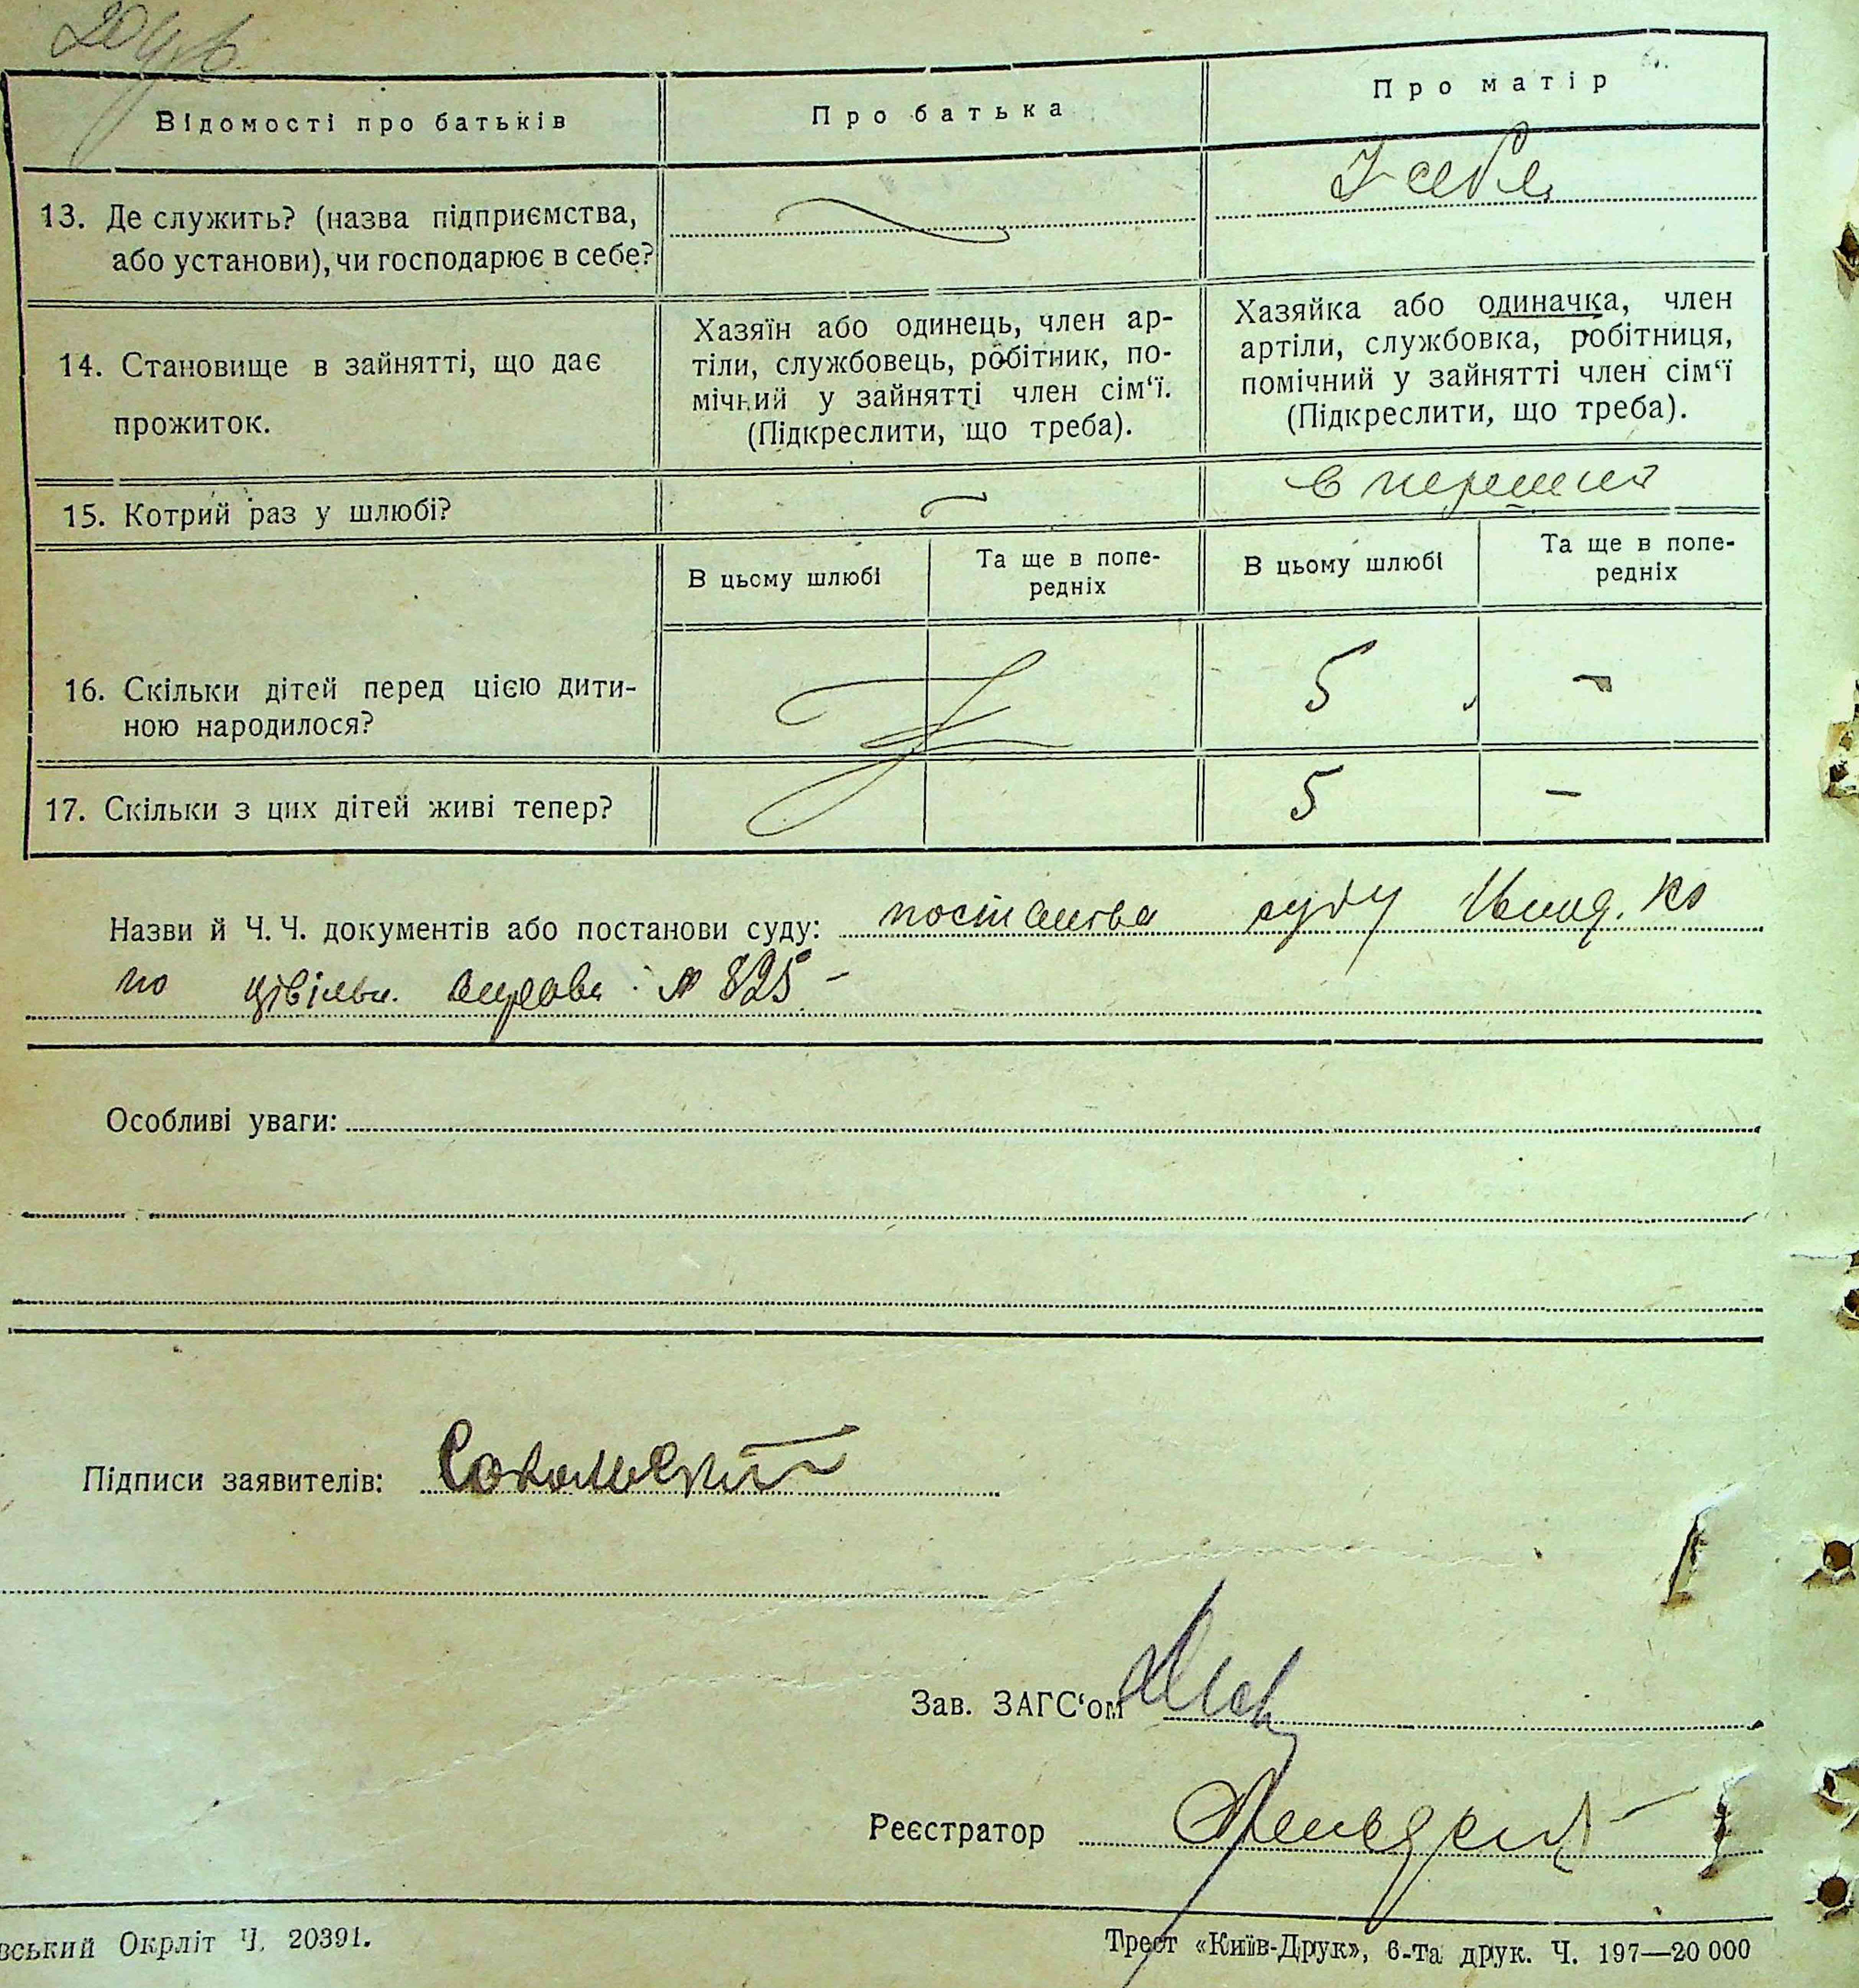 Відомості про батьків
Про батька
Про матір
13. Де служить? (назва підприємства,
або установи), чи господарює в себе?
У себе
14. Становище в зайнятті, що дає
прожиток.
Хазяїн або одинець, член ар-
тіли, службовець, робітник, по-
мічний у зайнятті член сім‘ї.
(Підкреслити, що треба).
Хазяйка або одиначка, член
артіли, службовка, робітниця,
помічний у зайнятті член сім‘ї
(Підкреслити, що треба).
15. Котрий раз у шлюбі?
—
В цьому шлюбі
Та ще в попе-
редніх
В цьому шлюбі
Та ще в попе-
редніх
16. Скільки дітей перед цією дити-
ною народилося?
5 —
17. Скільки з цих дітей живі тепер?
5 —
Назви й Ч. Ч. документів або постанови суду: постанова суду
по цівільн. справі № 825 —
Особливі уваги:
Підписи заявителів: Сокольский
Зав. ЗАГС‘ом
Реєстратор
вський Окрліт Ч. 20391.
Трест «Київ-Друк», 6-та друк. Ч. 197—20 000